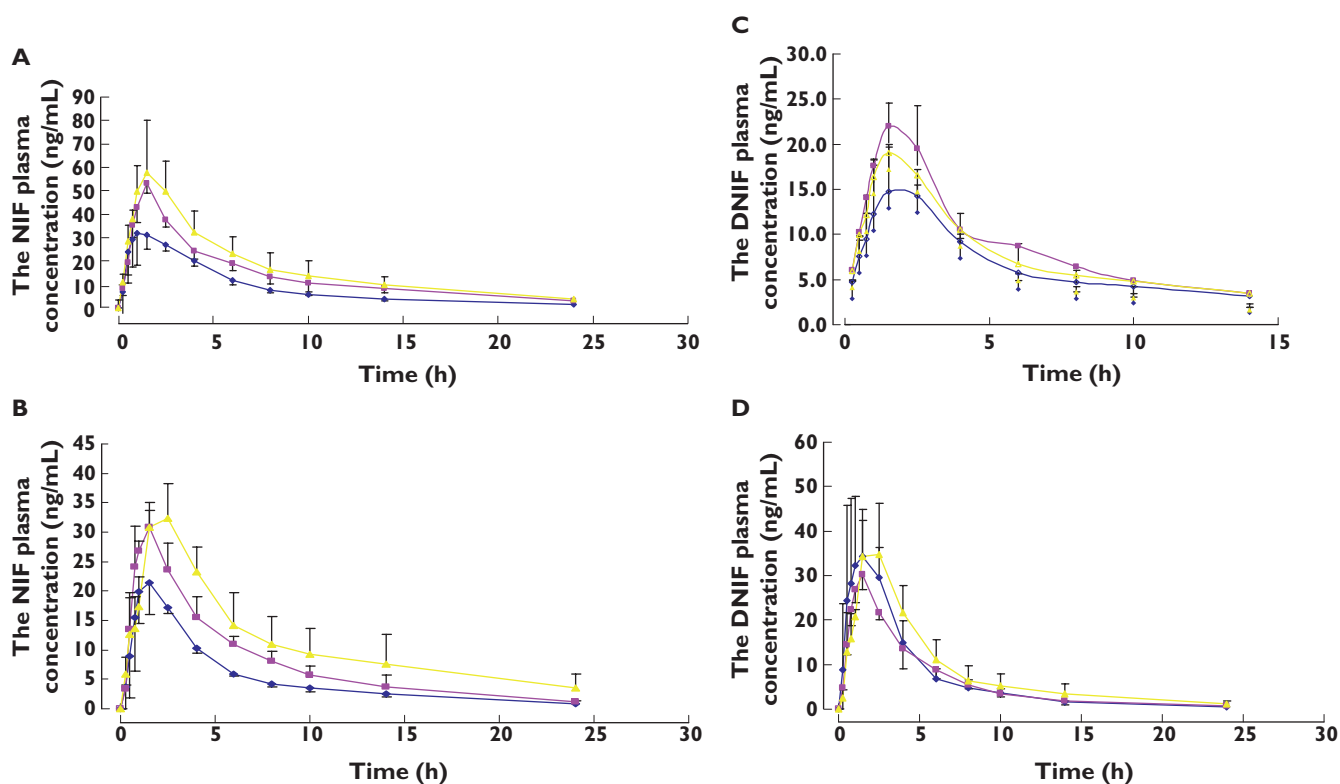 A
The NIF plasma
concentration (ng/mL)
90
80
70
60
50
40
30
20
10
0
0 5 10 15 20 25 30
Time (h)
C
The DNIF plasma
concentration (ng/mL)
30.0
25.0
20.0
15.0
10.0
5.0
0.0
0 5 10 15
Time (h)
B
The NIF plasma
concentration (ng/mL)
45
40
35
30
25
20
15
10
5
0
0 5 10 15 20 25 30
Time (h)
D
The DNIF plasma
concentration (ng/mL)
60
50
40
30
20
10
0
0 5 10 15 20 25 30
Time (h)